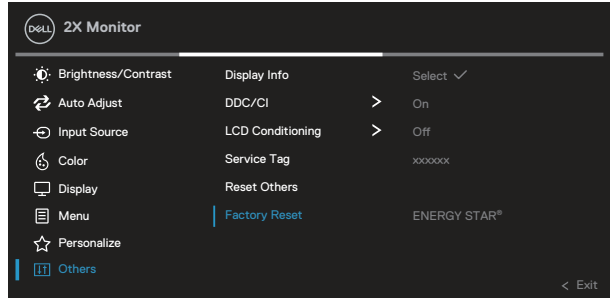 DELL 2X Monitor
Brightness/Contrast Display Info Select ✓
Auto Adjust DDC/CI > On
Input Source LCD Conditioning > Off
Color Service Tag xxxxxx
Display Reset Others
Menu Factory Reset ENERGY STAR®
Personalize
Others
< Exit